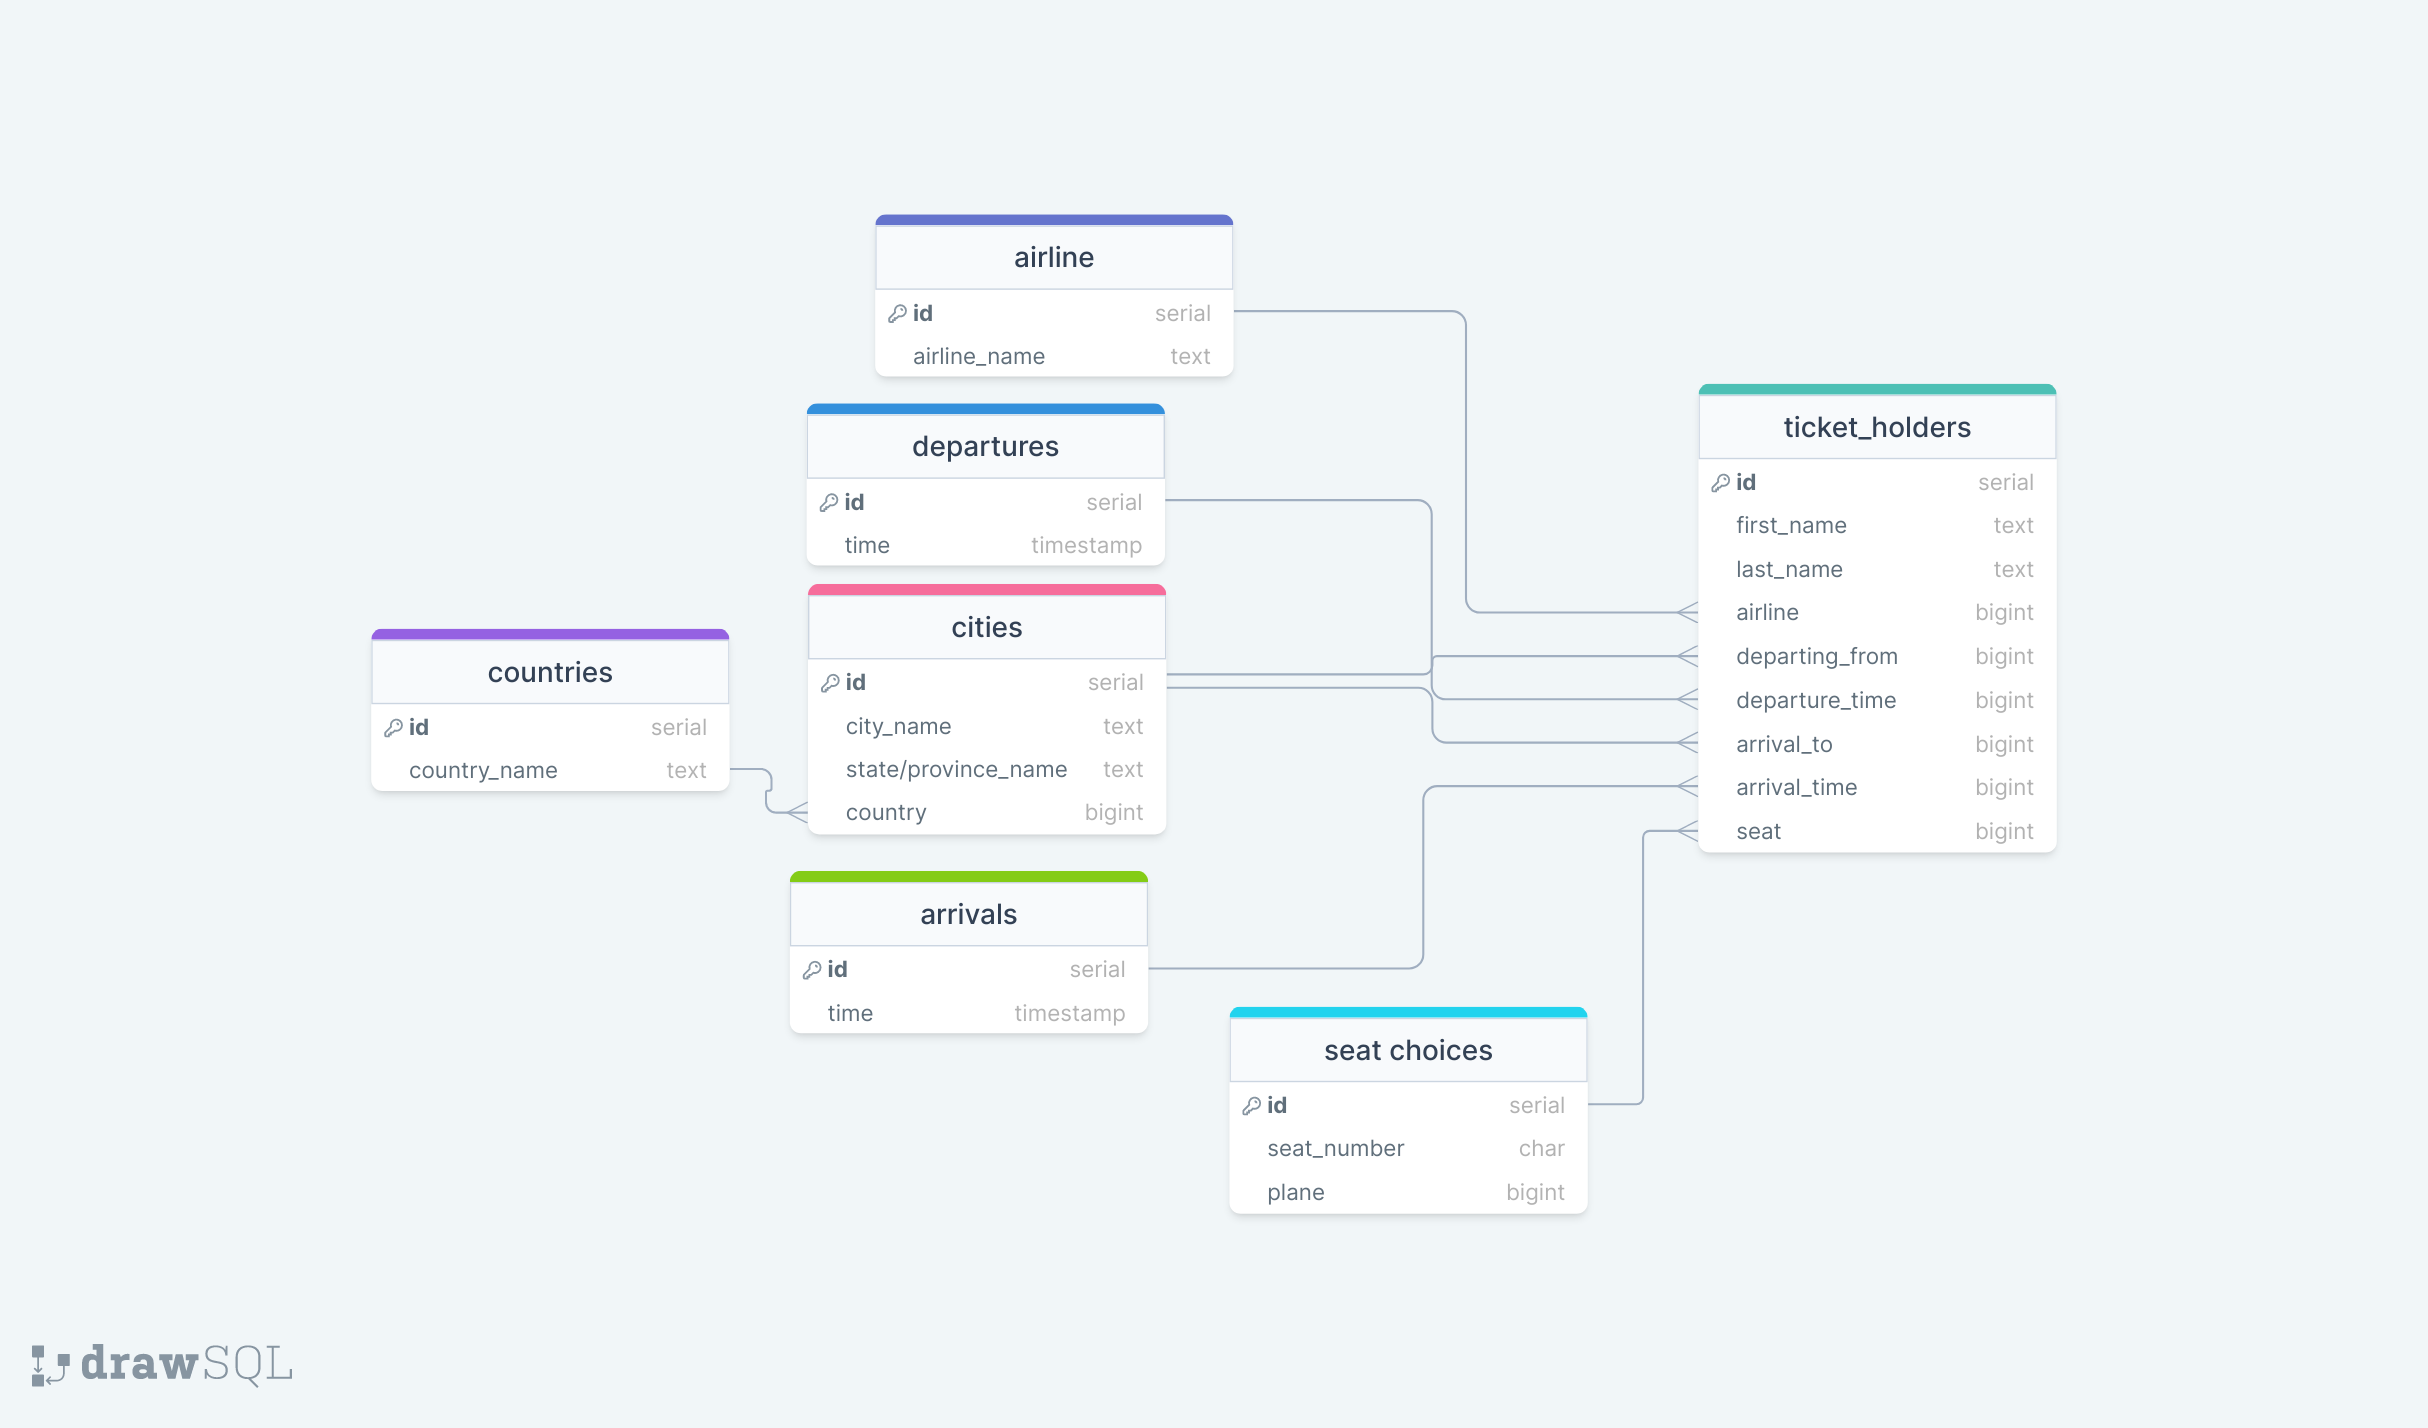 airline
id serial
airline_name text
departures
id serial
time timestamp
cities
id serial
city_name text
state/province_name text
country bigint
countries
id serial
country_name text
arrivals
id serial
time timestamp
seat choices
id serial
seat_number char
plane bigint
ticket_holders
id serial
first_name text
last_name text
airline bigint
departing_from bigint
departure_time bigint
arrival_to bigint
arrival_time bigint
seat bigint
drawSQL